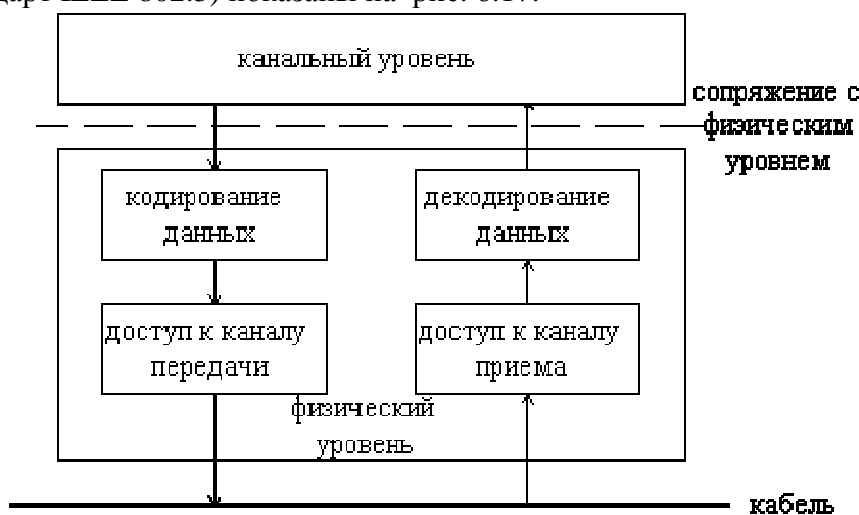 канальный уровень
сопряжение с
физическим
уровнем
кодирование
данных
декодирование
данных
доступ к каналу
передачи
доступ к каналу
приема
физический
уровень
кабель